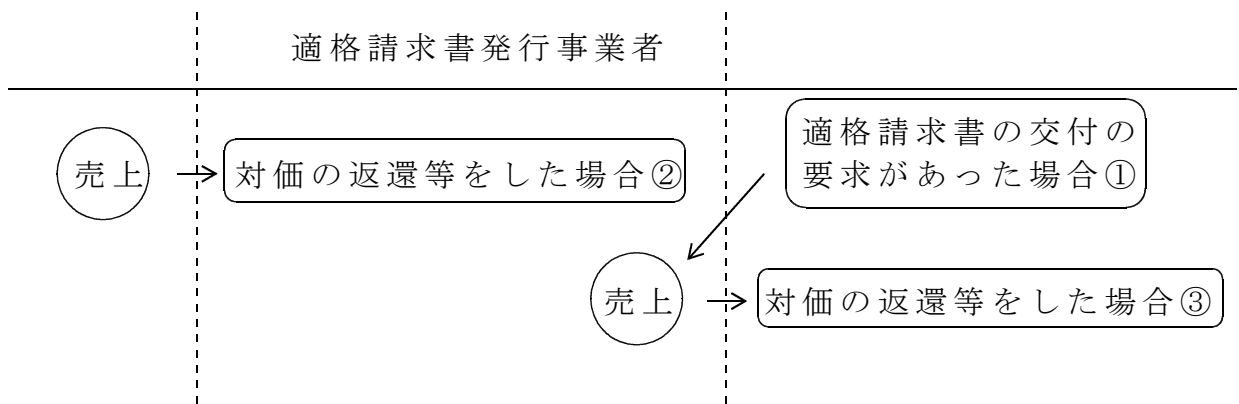 適格請求書発行事業者
売上
対価の返還等をした場合②
適格請求書の交付の
要求があった場合①
売上
対価の返還等をした場合③